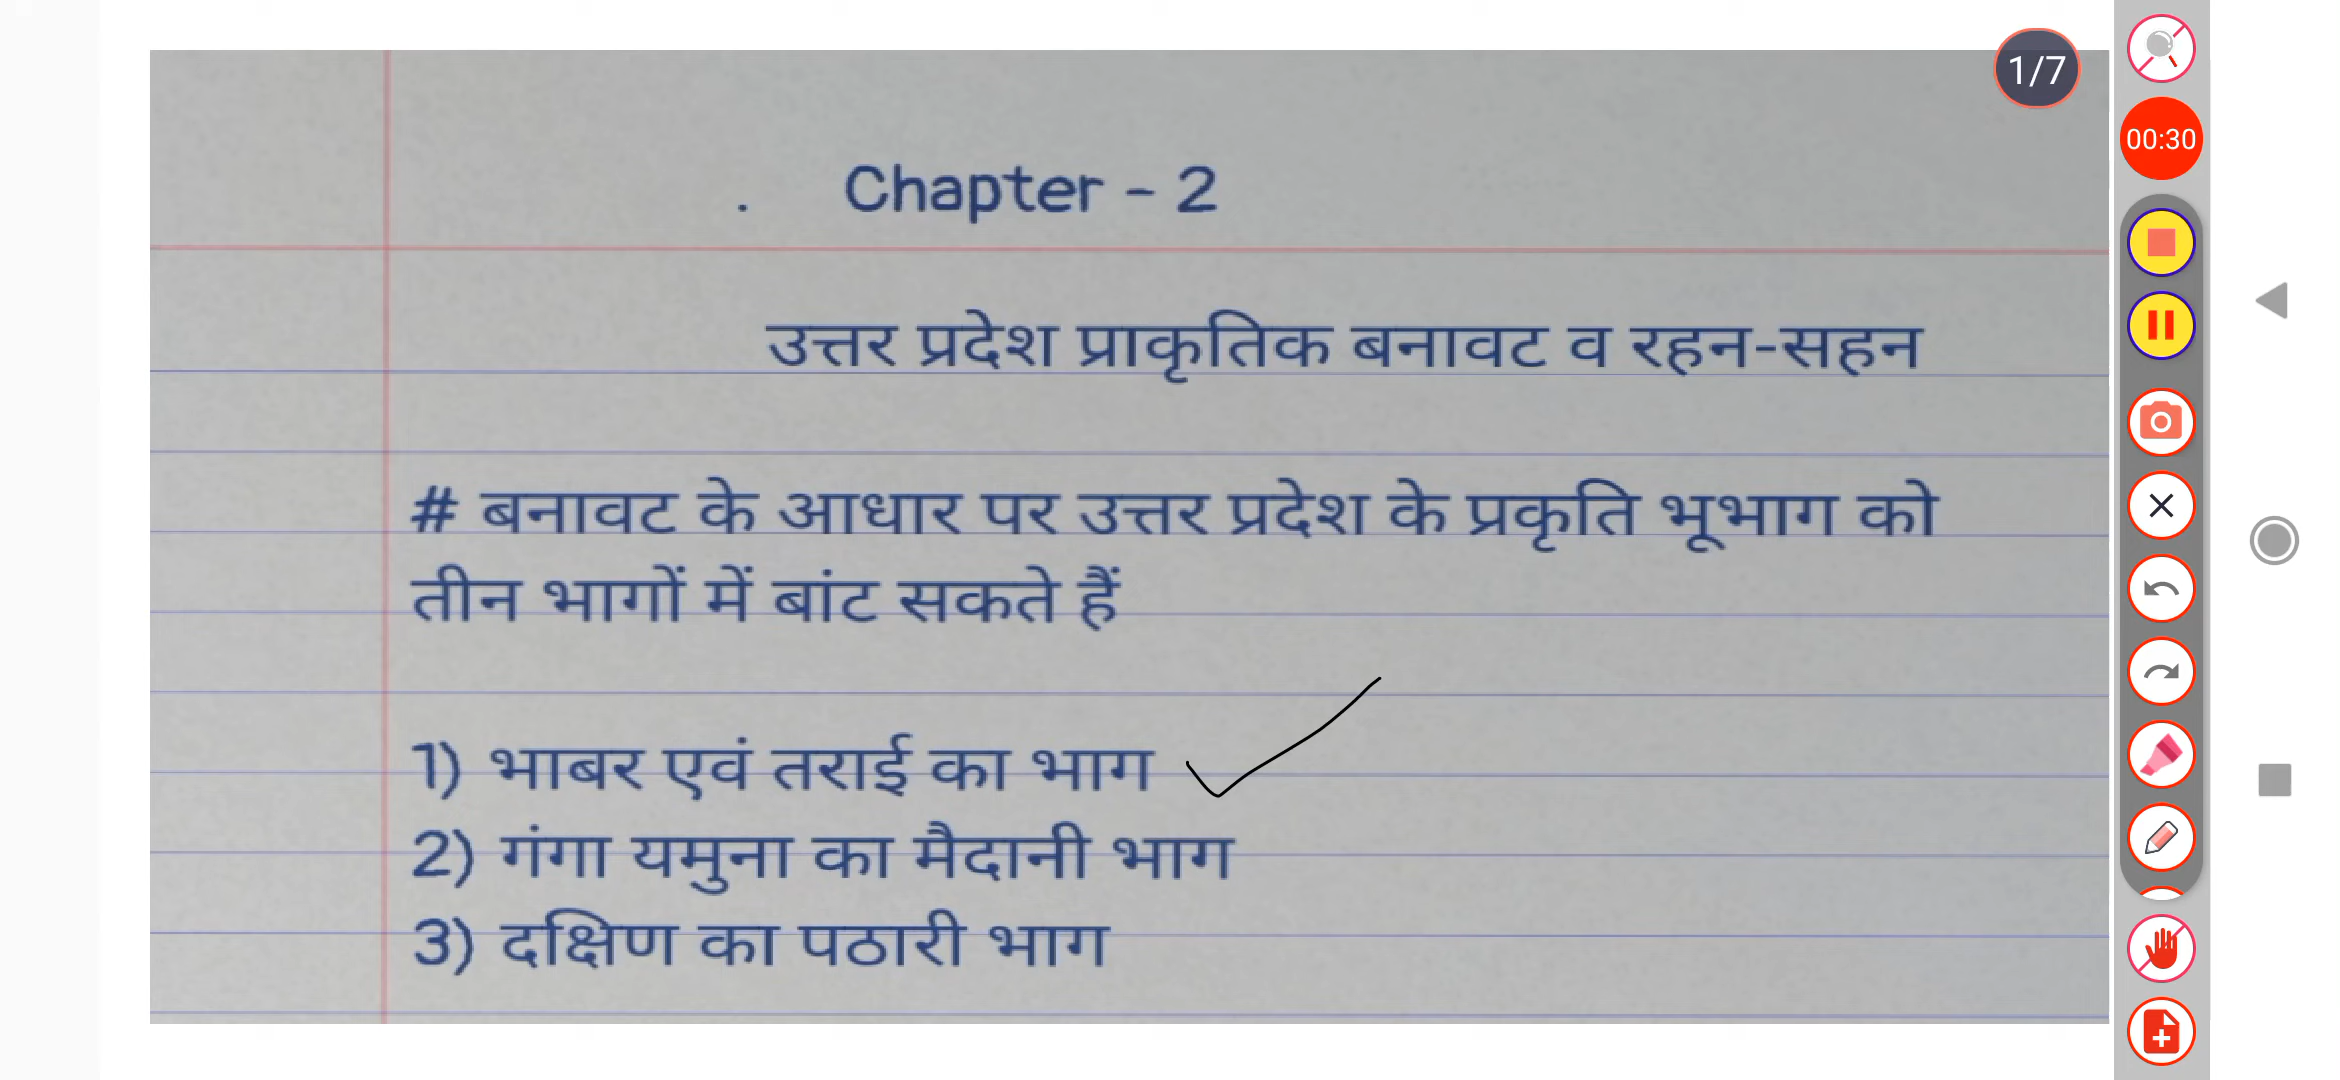 1/7
00:30
. Chapter - 2
उत्तर प्रदेश प्राकृतिक बनावट व रहन-सहन
# बनावट के आधार पर उत्तर प्रदेश के प्रकृति भूभाग को
तीन भागों में बांट सकते हैं
1) भाबर एवं तराई का भाग
2) गंगा यमुना का मैदानी भाग
3) दक्षिण का पठारी भाग